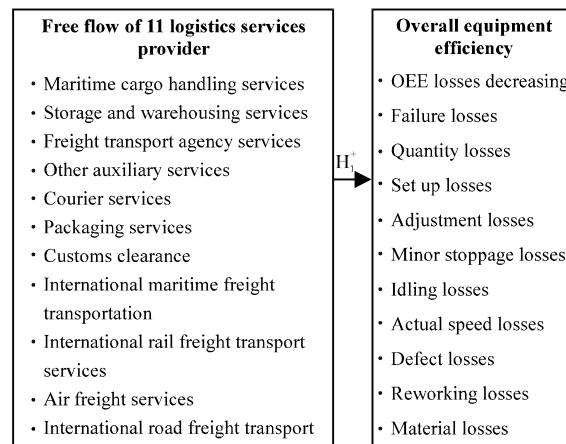 Free flow of 11 logistics services
provider
· Maritime cargo handling services
· Storage and warehousing services
· Freight transport agency services
· Other auxiliary services
· Courier services
· Packaging services
· Customs clearance
· International maritime freight
transportation
· International rail freight transport
services
· Air freight services
· International road freight transport
H₁⁺
Overall equipment
efficiency
· OEE losses decreasing
· Failure losses
· Quantity losses
· Set up losses
· Adjustment losses
· Minor stoppage losses
· Idling losses
· Actual speed losses
· Defect losses
· Reworking losses
· Material losses